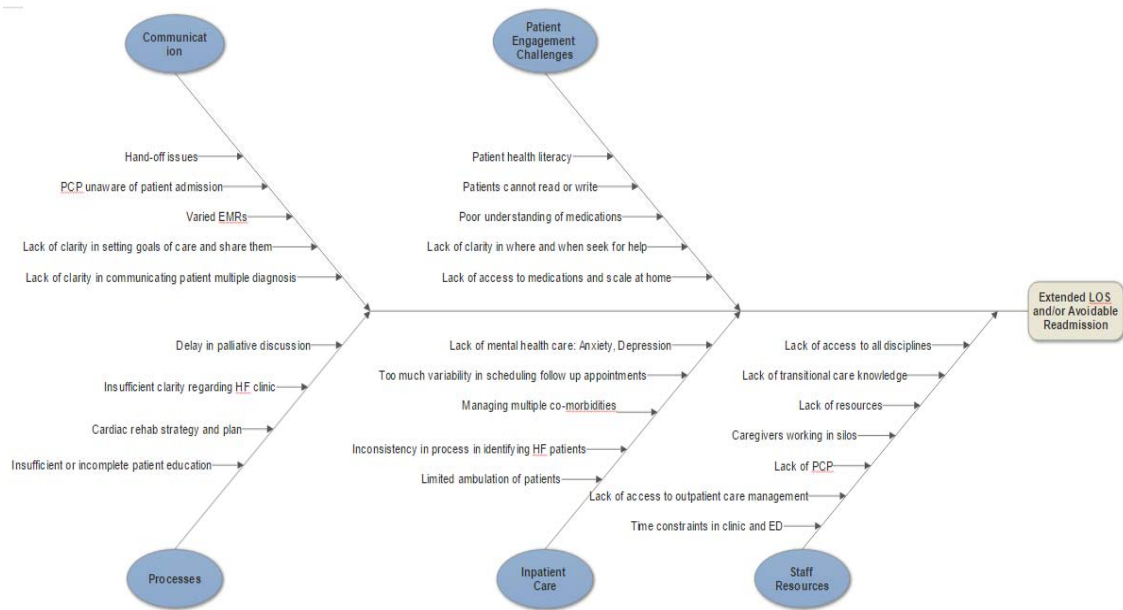 Communicat
ion
Patient
Engagement
Challenges
Hand-off issues
PCP unaware of patient admission
Varied EMRs
Lack of clarity in setting goals of care and share them
Lack of clarity in communicating patient multiple diagnosis
Patient health literacy
Patients cannot read or write
Poor understanding of medications
Lack of clarity in where and when seek for help
Lack of access to medications and scale at home
Extended LOS
and/or Avoidable
Readmission
Delay in palliative discussion
Insufficient clarity regarding HF clinic
Cardiac rehab strategy and plan
Insufficient or incomplete patient education
Lack of mental health care: Anxiety, Depression
Too much variability in scheduling follow up appointments
Managing multiple co-morbidities
Inconsistency in process in identifying HF patients
Limited ambulation of patients
Lack of access to all disciplines
Lack of transitional care knowledge
Lack of resources
Caregivers working in silos
Lack of PCP
Lack of access to outpatient care management
Time constraints in clinic and ED
Processes
Inpatient
Care
Staff
Resources